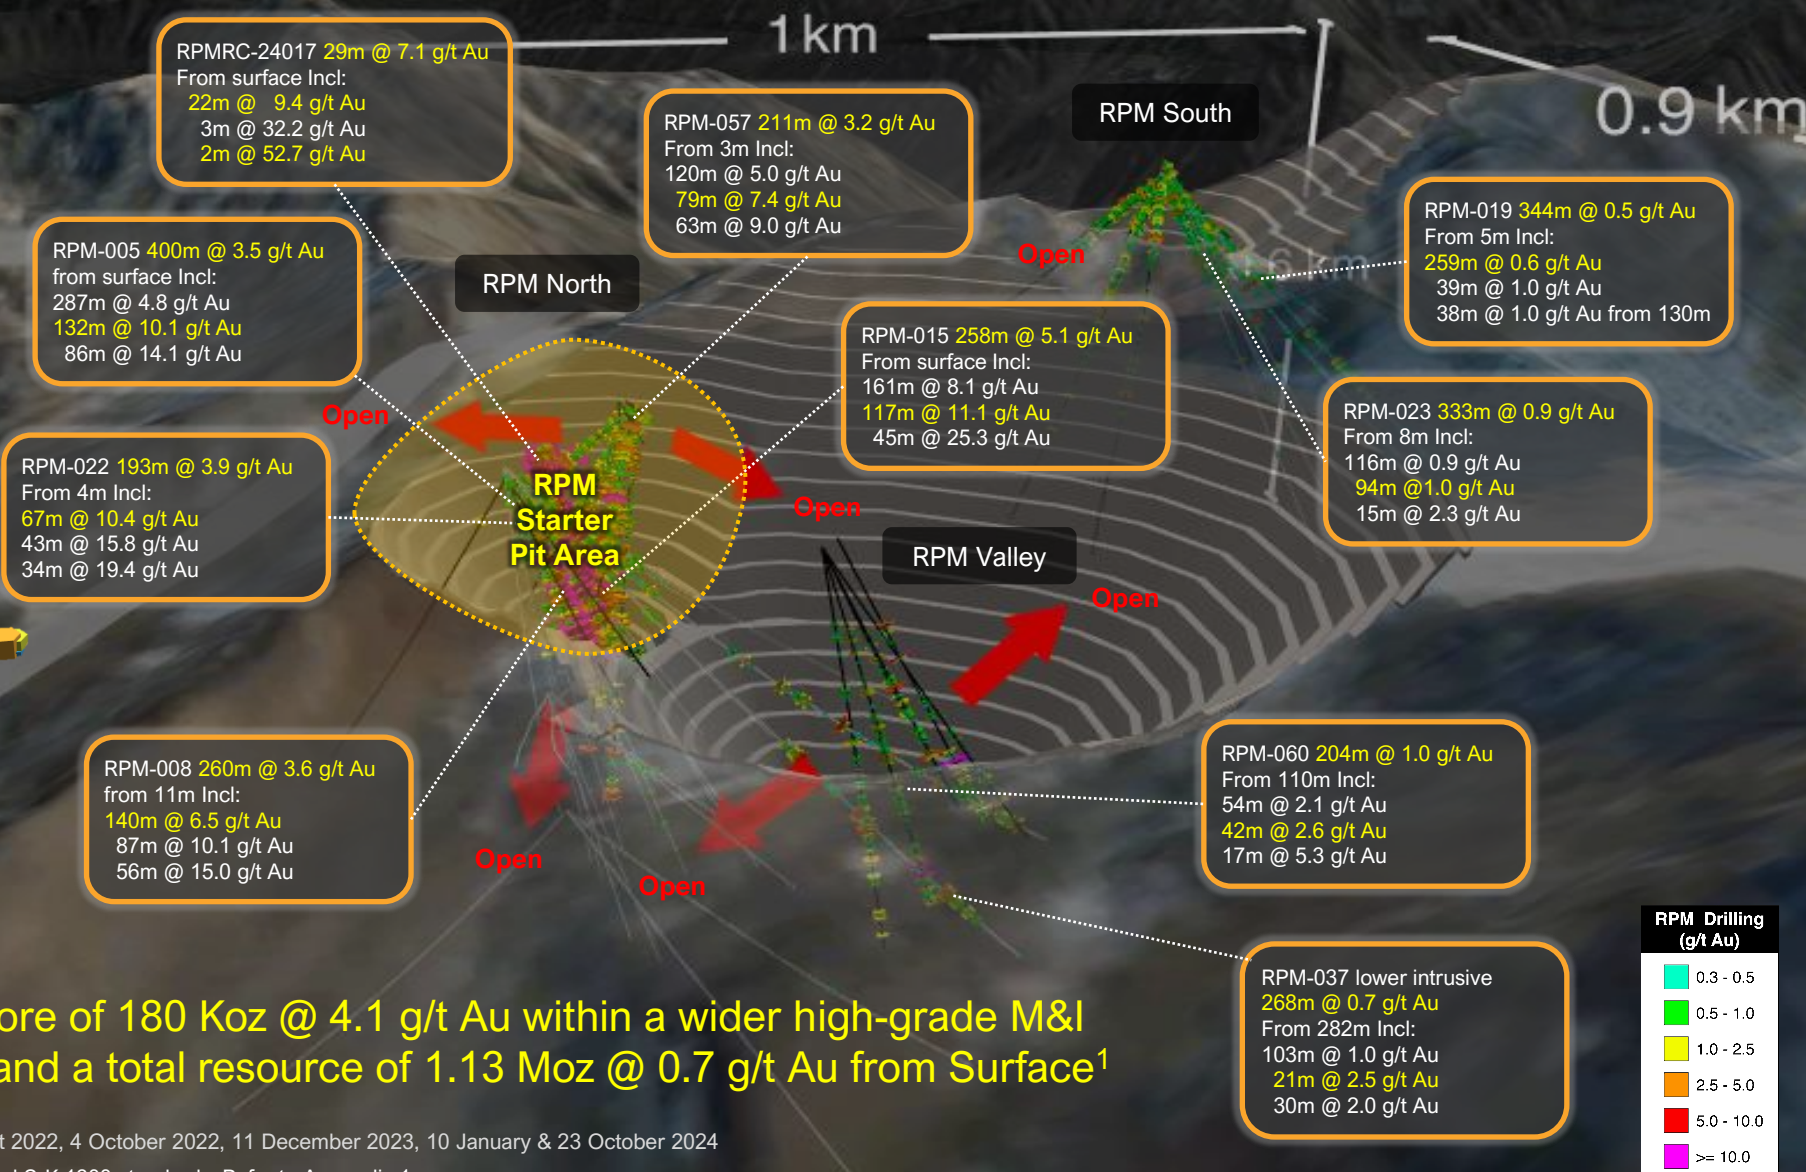 1 km
0.9 km
RPMRC-24017 29m @ 7.1 g/t Au
From surface Incl:
22m @ 9.4 g/t Au
3m @ 32.2 g/t Au
2m @ 52.7 g/t Au
RPM-057 211m @ 3.2 g/t Au
From 3m Incl:
120m @ 5.0 g/t Au
79m @ 7.4 g/t Au
63m @ 9.0 g/t Au
RPM South
RPM-019 344m @ 0.5 g/t Au
From 5m Incl:
259m @ 0.6 g/t Au
39m @ 1.0 g/t Au
38m @ 1.0 g/t Au from 130m
RPM-005 400m @ 3.5 g/t Au
from surface Incl:
287m @ 4.8 g/t Au
132m @ 10.1 g/t Au
86m @ 14.1 g/t Au
RPM North
Open
6 km
RPM-015 258m @ 5.1 g/t Au
From surface Incl:
161m @ 8.1 g/t Au
117m @ 11.1 g/t Au
45m @ 25.3 g/t Au
RPM-023 333m @ 0.9 g/t Au
From 8m Incl:
116m @ 0.9 g/t Au
94m @1.0 g/t Au
15m @ 2.3 g/t Au
Open
RPM-022 193m @ 3.9 g/t Au
From 4m Incl:
67m @ 10.4 g/t Au
43m @ 15.8 g/t Au
34m @ 19.4 g/t Au
RPM
Starter
Pit Area
Open
RPM Valley
Open
RPM-008 260m @ 3.6 g/t Au
from 11m Incl:
140m @ 6.5 g/t Au
87m @ 10.1 g/t Au
56m @ 15.0 g/t Au
Open
Open
RPM-060 204m @ 1.0 g/t Au
From 110m Incl:
54m @ 2.1 g/t Au
42m @ 2.6 g/t Au
17m @ 5.3 g/t Au
RPM-037 lower intrusive
268m @ 0.7 g/t Au
From 282m Incl:
103m @ 1.0 g/t Au
21m @ 2.5 g/t Au
30m @ 2.0 g/t Au
RPM Drilling
(g/t Au)
0.3 - 0.5
0.5 - 1.0
1.0 - 2.5
2.5 - 5.0
5.0 - 10.0
>= 10.0
ore of 180 Koz @ 4.1 g/t Au within a wider high-grade M&I
and a total resource of 1.13 Moz @ 0.7 g/t Au from Surface¹
t 2022, 4 October 2022, 11 December 2023, 10 January & 23 October 2024